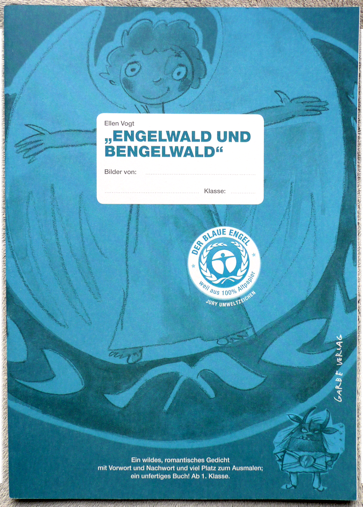 Ellen Vogt
„ENGELWALD UND
BENGELWALD“
Bilder von:
Klasse:
DER BLAUE ENGEL
weil aus 100% Altpapier
JURY UMWELTZEICHEN
GARBE VERLAG
Ein wildes, romantisches Gedicht
mit Vorwort und Nachwort und viel Platz zum Ausmalen;
ein unfertiges Buch! Ab 1. Klasse.